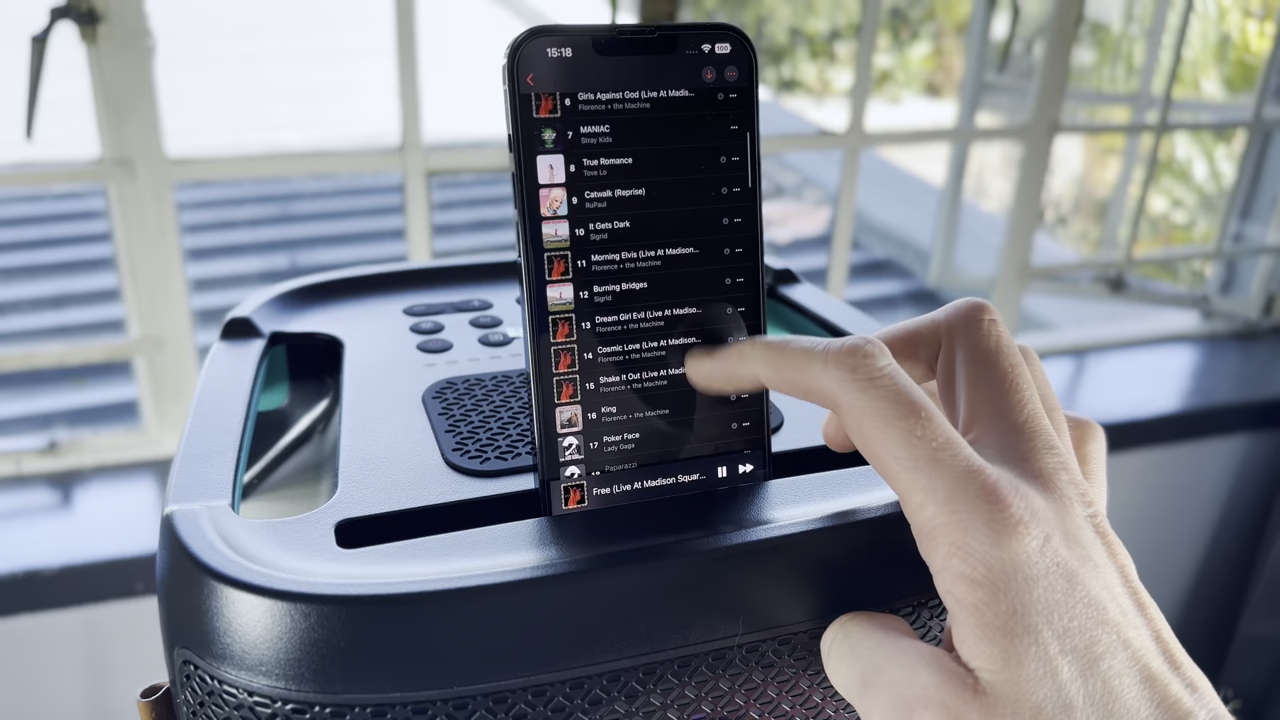 15:18
100
6 Girls Against God (Live At Madis...
Florence + the Machine
7 MANIAC
Stray Kids
8 True Romance
Tove Lo
9 Catwalk (Reprise)
RuPaul
10 It Gets Dark
Sigrid
11 Morning Elvis (Live At Madison...
Florence + the Machine
12 Burning Bridges
Sigrid
13 Dream Girl Evil (Live At Madiso...
Florence + the Machine
14 Cosmic Love (Live At Madison...
Florence + the Machine
15 Shake It Out (Live At Madis
Florence + the Machine
16 King
Florence + the Machine
17 Poker Face
Lady Gaga
18 Paparazzi
Free (Live At Madison Squar...